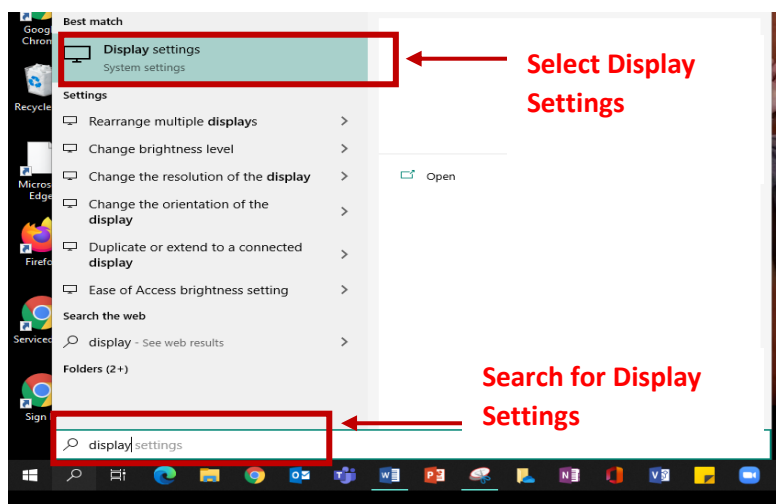 Best match
Googl
Chron
Display settings
System settings
Select Display
Settings
Settings
Recycle
Rearrange multiple displays
Change brightness level
Change the resolution of the display
Open
Micros
Edge
Change the orientation of the
display
Duplicate or extend to a connected
display
Firefo
Ease of Access brightness setting
Search the web
display - See web results
Servicec
Folders (2+)
Search for Display
Settings
Sign
display settings